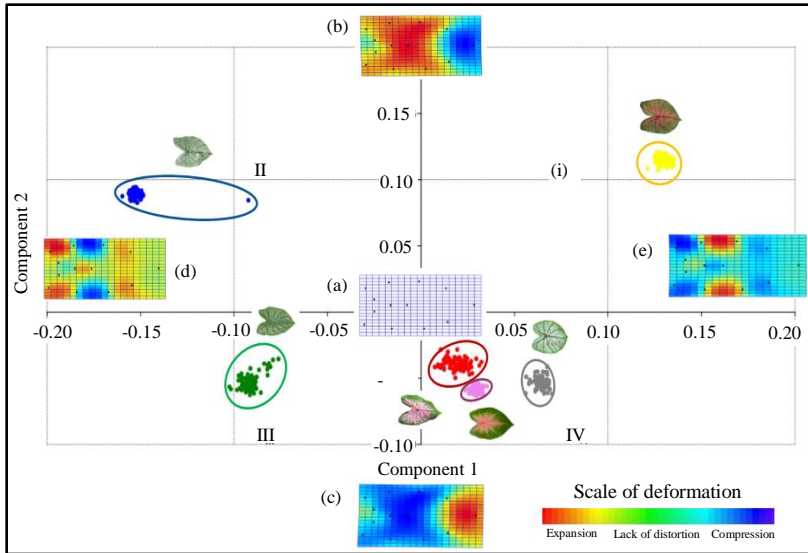 (b)
0.15
(i)
II
0.10
Component 2
0.05
(d)
(a)
(e)
-0.20
-0.15
-0.10
-0.05
0.05
0.10
0.15
0.20
-
III
IV
-0.10
Component 1
(c)
Scale of deformation
Expansion Lack of distortion Compression